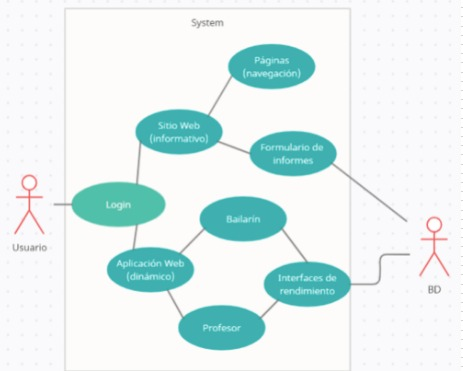 System
Páginas
(navegación)
Sitio Web
(informativo)
Formulario de
informes
Login
Usuario
Bailarín
BD
Aplicación Web
(dinámico)
Interfaces de
rendimiento
Profesor